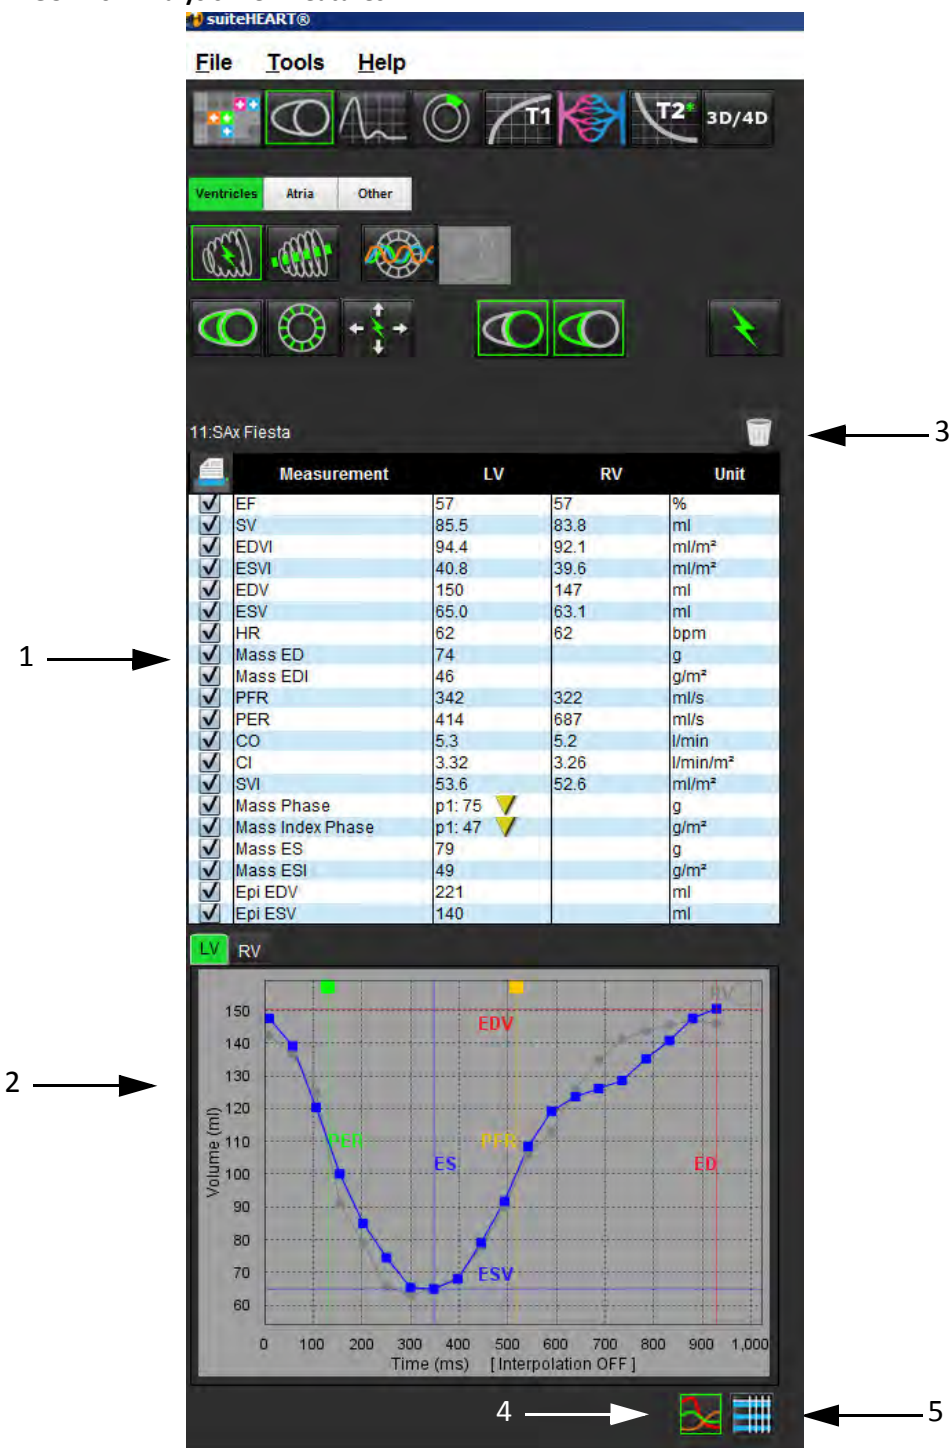 suiteHEART®
File Tools Help
T1 T2* 3D/4D
Ventricles Atria Other
11:SAx Fiesta
3
Measurement LV RV Unit
EF 57 57 %
SV 85.5 83.8 ml
EDVI 94.4 92.1 ml/m²
ESVI 40.8 39.6 ml/m²
EDV 150 147 ml
ESV 65.0 63.1 ml
HR 62 62 bpm
1
Mass ED 74 g
Mass EDI 46 g/m²
PFR 342 322 ml/s
PER 414 687 ml/s
CO 5.3 5.2 l/min
CI 3.32 3.26 l/min/m²
SVI 53.6 52.6 ml/m²
Mass Phase p1: 75 g
Mass Index Phase p1: 47 g/m²
Mass ES 79 g
Mass ESI 49 g/m²
Epi EDV 221 ml
Epi ESV 140 ml
LV RV
RV
150
EDV
140
130
2
120
110
PER PFR
ES ED
100
90
80
70
ESV
60
Volume (ml)
0 100 200 300 400 500 600 700 800 900 1,000
Time (ms) [ Interpolation OFF ]
4 5